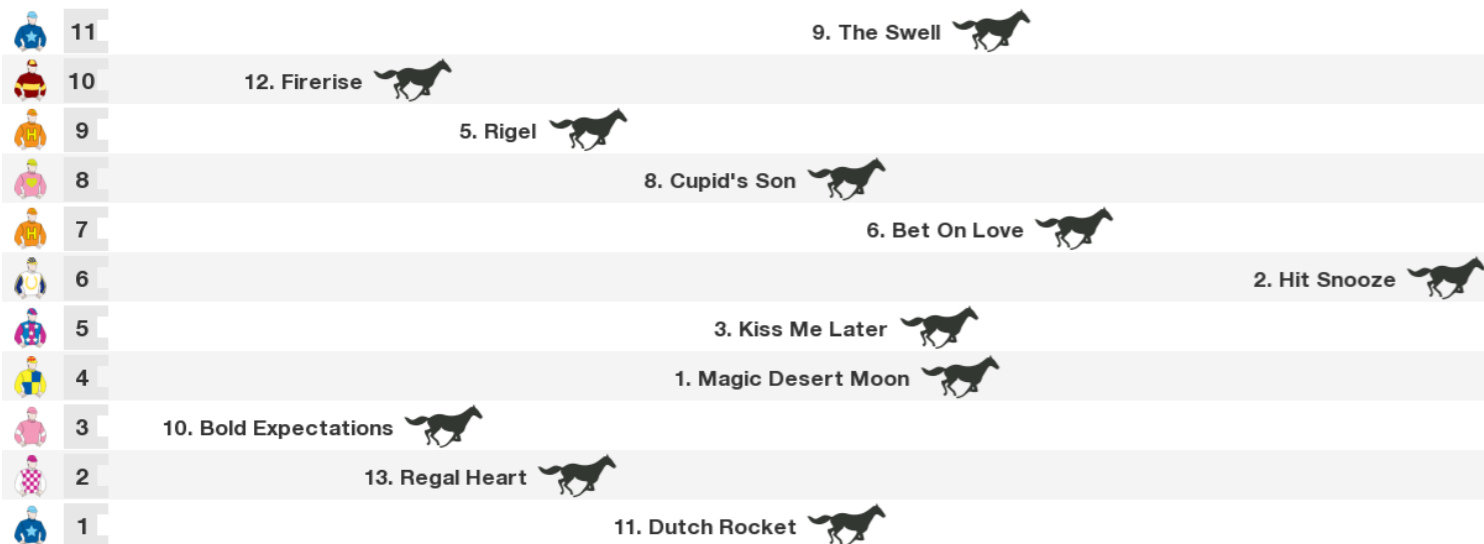 11 9. The Swell
10 12. Firerise
H 9 5. Rigel
8 8. Cupid's Son
H 7 6. Bet On Love
6 2. Hit Snooze
5 3. Kiss Me Later
4 1. Magic Desert Moon
3 10. Bold Expectations
2 13. Regal Heart
1 11. Dutch Rocket